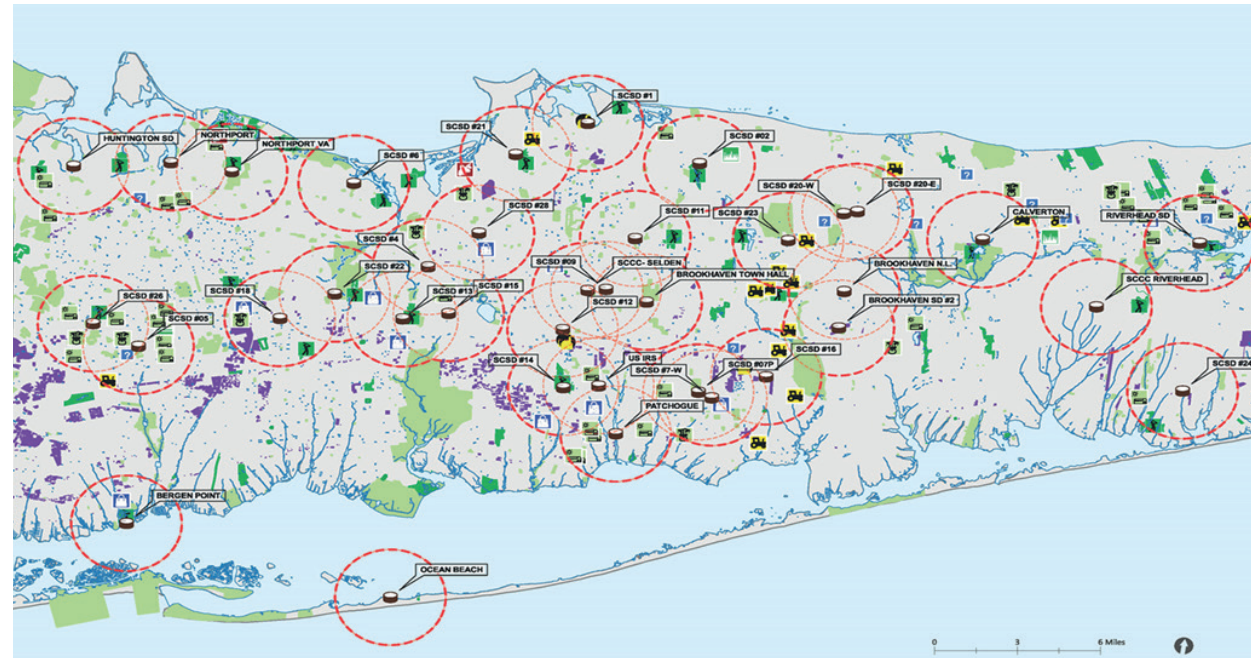 SCSD #1
SCSD #21
SCSD #02
HUNTINGTON SD
NORTHPORT
NORTHPORT VA
SCSD #6
SCSD #20-W
SCSD #20-E
SCSD #28
SCSD #11
SCSD #23
CALVERTON
RIVERHEAD SD
SCSD #4
SCSD #22
SCSD #09
SCCC- SELDEN
BROOKHAVEN TOWN HALL
BROOKHAVEN N.L.
SCSD #26
SCSD #18
SCSD #13
SCSD #15
SCSD #12
BROOKHAVEN SD #2
SCCC RIVERHEAD
SCSD #05
SCSD #14
US IRS
SCSD #7-W
SCSD #07P
SCSD #16
SCSD #24
PATCHOGUE
BERGEN POINT
OCEAN BEACH
0 3 6 Miles